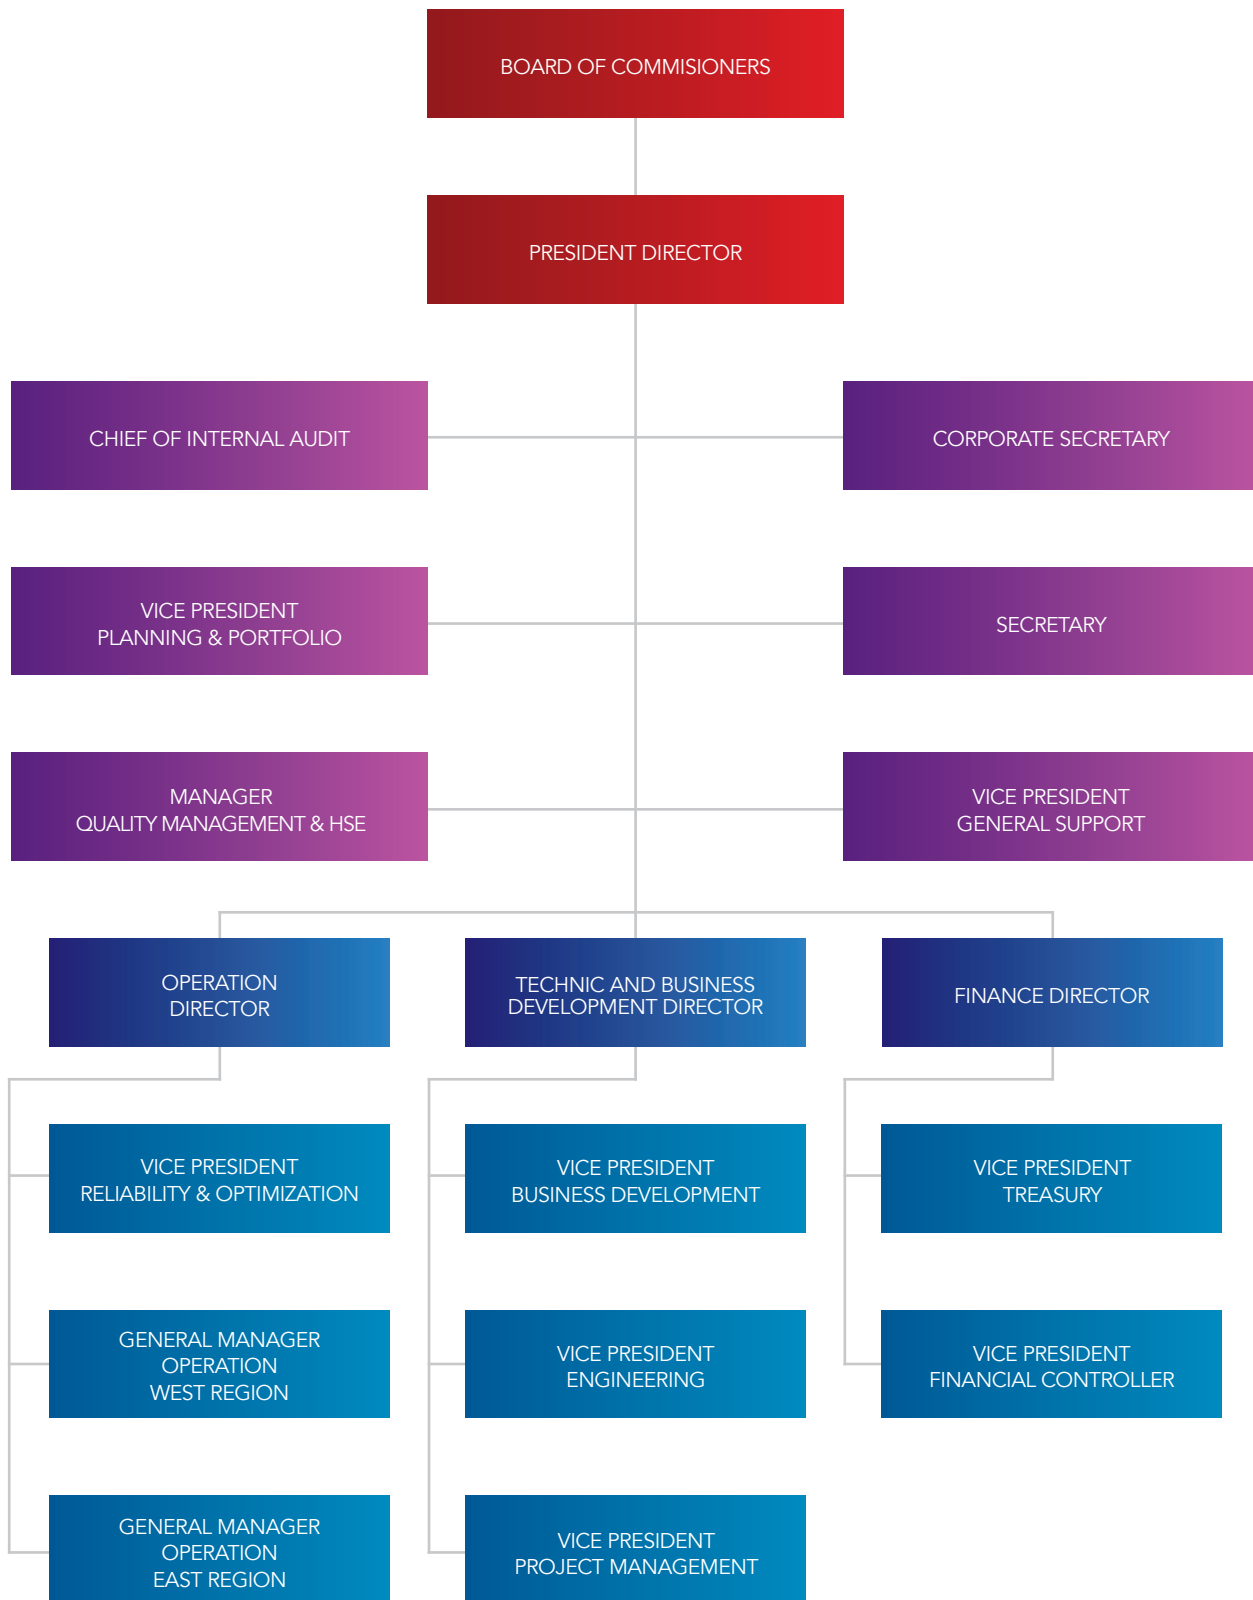 BOARD OF COMMISIONERS
PRESIDENT DIRECTOR
CHIEF OF INTERNAL AUDIT
CORPORATE SECRETARY
VICE PRESIDENT
PLANNING & PORTFOLIO
SECRETARY
MANAGER
QUALITY MANAGEMENT & HSE
VICE PRESIDENT
GENERAL SUPPORT
OPERATION
DIRECTOR
TECHNIC AND BUSINESS
DEVELOPMENT DIRECTOR
FINANCE DIRECTOR
VICE PRESIDENT
RELIABILITY & OPTIMIZATION
VICE PRESIDENT
BUSINESS DEVELOPMENT
VICE PRESIDENT
TREASURY
GENERAL MANAGER
OPERATION
WEST REGION
VICE PRESIDENT
ENGINEERING
VICE PRESIDENT
FINANCIAL CONTROLLER
GENERAL MANAGER
OPERATION
EAST REGION
VICE PRESIDENT
PROJECT MANAGEMENT